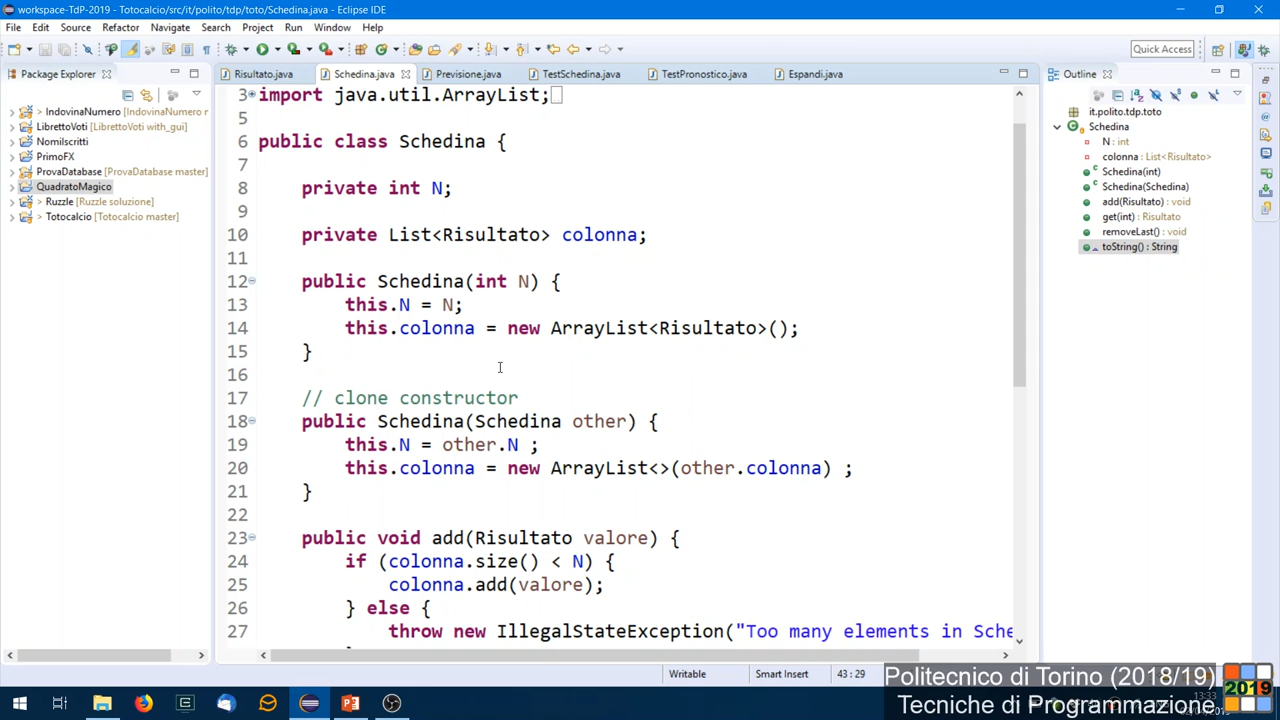 workspace-TdP-2019 - Totocalcio/src/it/polito/tdp/toto/Schedina.java - Eclipse IDE
File Edit Source Refactor Navigate Search Project Run Window Help
Quick Access
Package Explorer
Risultato.java Schedina.java Previsione.java TestSchedina.java TestPronostico.java Espandi.java
Outline
> IndovinaNumero [IndovinaNumero r
LibrettoVoti [LibrettoVoti with_gui]
NomiIscritti
PrimoFX
ProvaDatabase [ProvaDatabase master]
QuadratoMagico
> Ruzzle [Ruzzle soluzione]
> Totocalcio [Totocalcio master]
3 import java.util.ArrayList;
5
6 public class Schedina {
7
8 private int N;
9
10 private List<Risultato> colonna;
11
12 public Schedina(int N) {
13 this.N = N;
14 this.colonna = new ArrayList<Risultato>();
15 }
16
17 // clone constructor
18 public Schedina(Schedina other) {
19 this.N = other.N ;
20 this.colonna = new ArrayList<>(other.colonna) ;
21 }
22
23 public void add(Risultato valore) {
24 if (colonna.size() < N) {
25 colonna.add(valore);
26 } else {
27 throw new IllegalStateException("Too many elements in Sche
it.polito.tdp.toto
Schedina
N : int
colonna : List<Risultato>
Schedina(int)
Schedina(Schedina)
add(Risultato) : void
get(int) : Risultato
removeLast() : void
toString() : String
Writable Smart Insert 43 : 29
Politecnico di Torino (2018/19)
Tecniche di Programmazione
2019
13:33